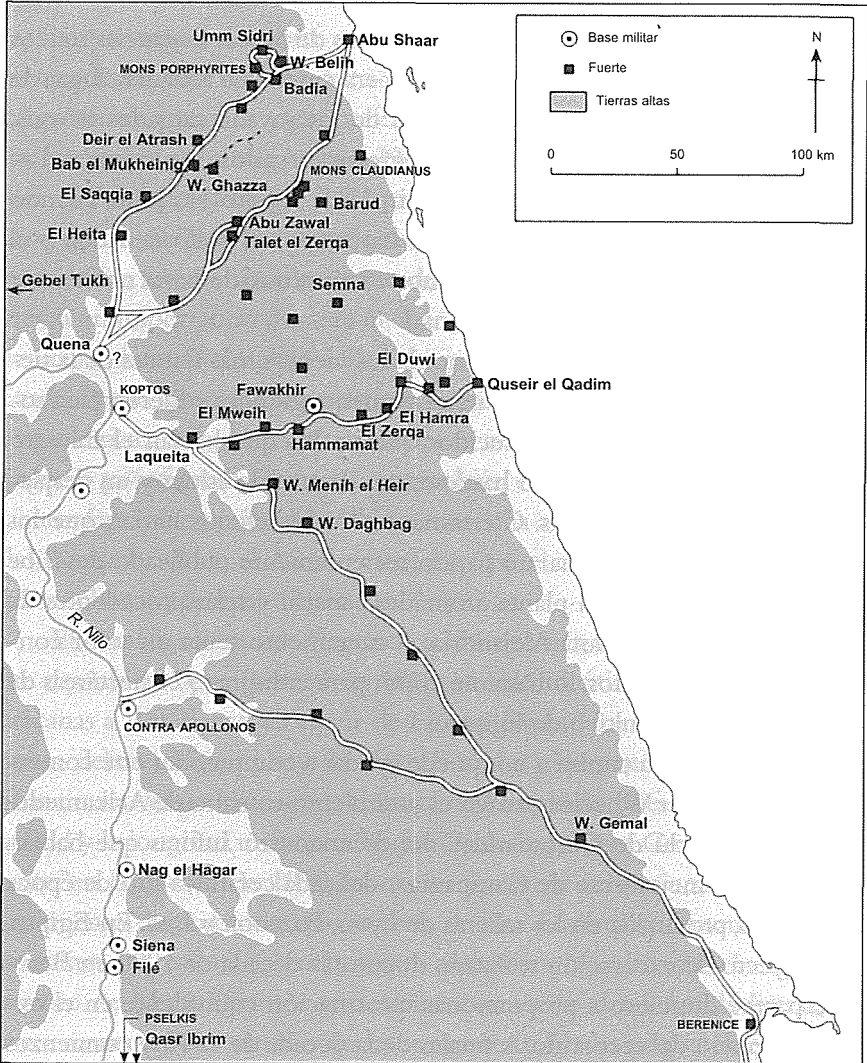 Umm Sidri
Abu Shaar
W. Belih
MONS PORPHYRITES
Badia
Deir el Atrash
Bab el Mukheinig
W. Ghazza
MONS CLAUDIANUS
El Saqqia
Barud
Abu Zawal
El Heita
Talet el Zerqa
Gebel Tukh
Semna
Quena
?
El Duwi
Quseir el Qadim
KOPTOS
Fawakhir
El Mweih
El Hamra
El Zerqa
Hammamat
Laqueita
W. Menih el Heir
W. Daghbag
R. Nilo
CONTRA APOLLONOS
W. Gemal
Nag el Hagar
Siena
Filé
PSELKIS
Qasr Ibrim
BERENICE
Base militar
Fuerte
Tierras altas
N
0 50 100 km